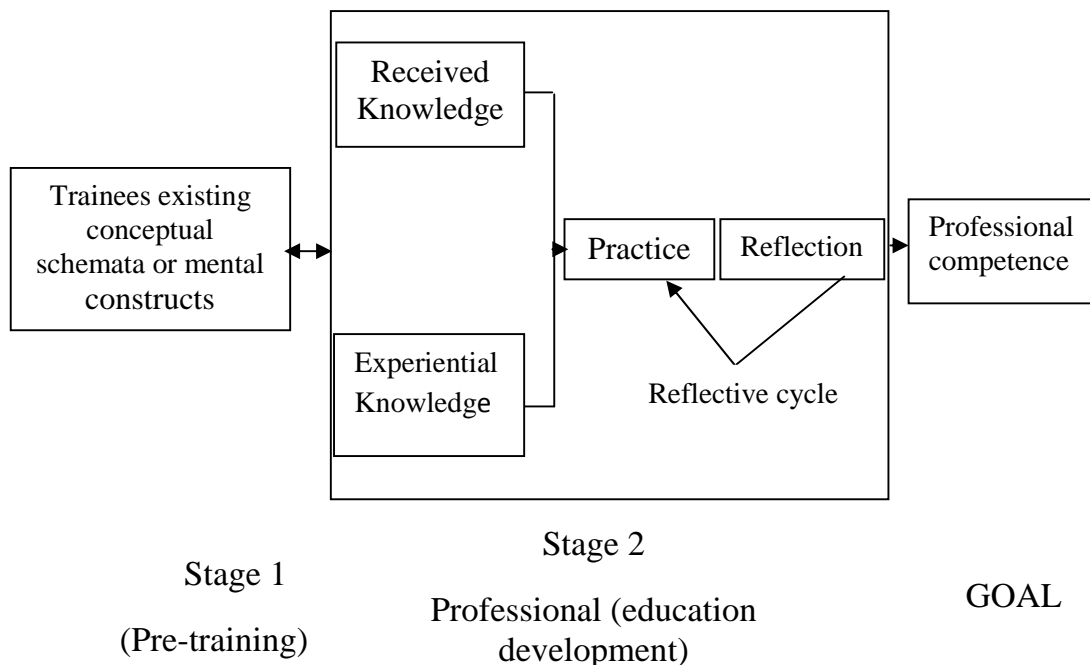 Received
Knowledge
Trainees existing
conceptual
schemata or mental
constructs
Practice
Reflection
Professional
competence
Experiential
Knowledge
Reflective cycle
Stage 1
(Pre-training)
Stage 2
Professional (education
development)
GOAL